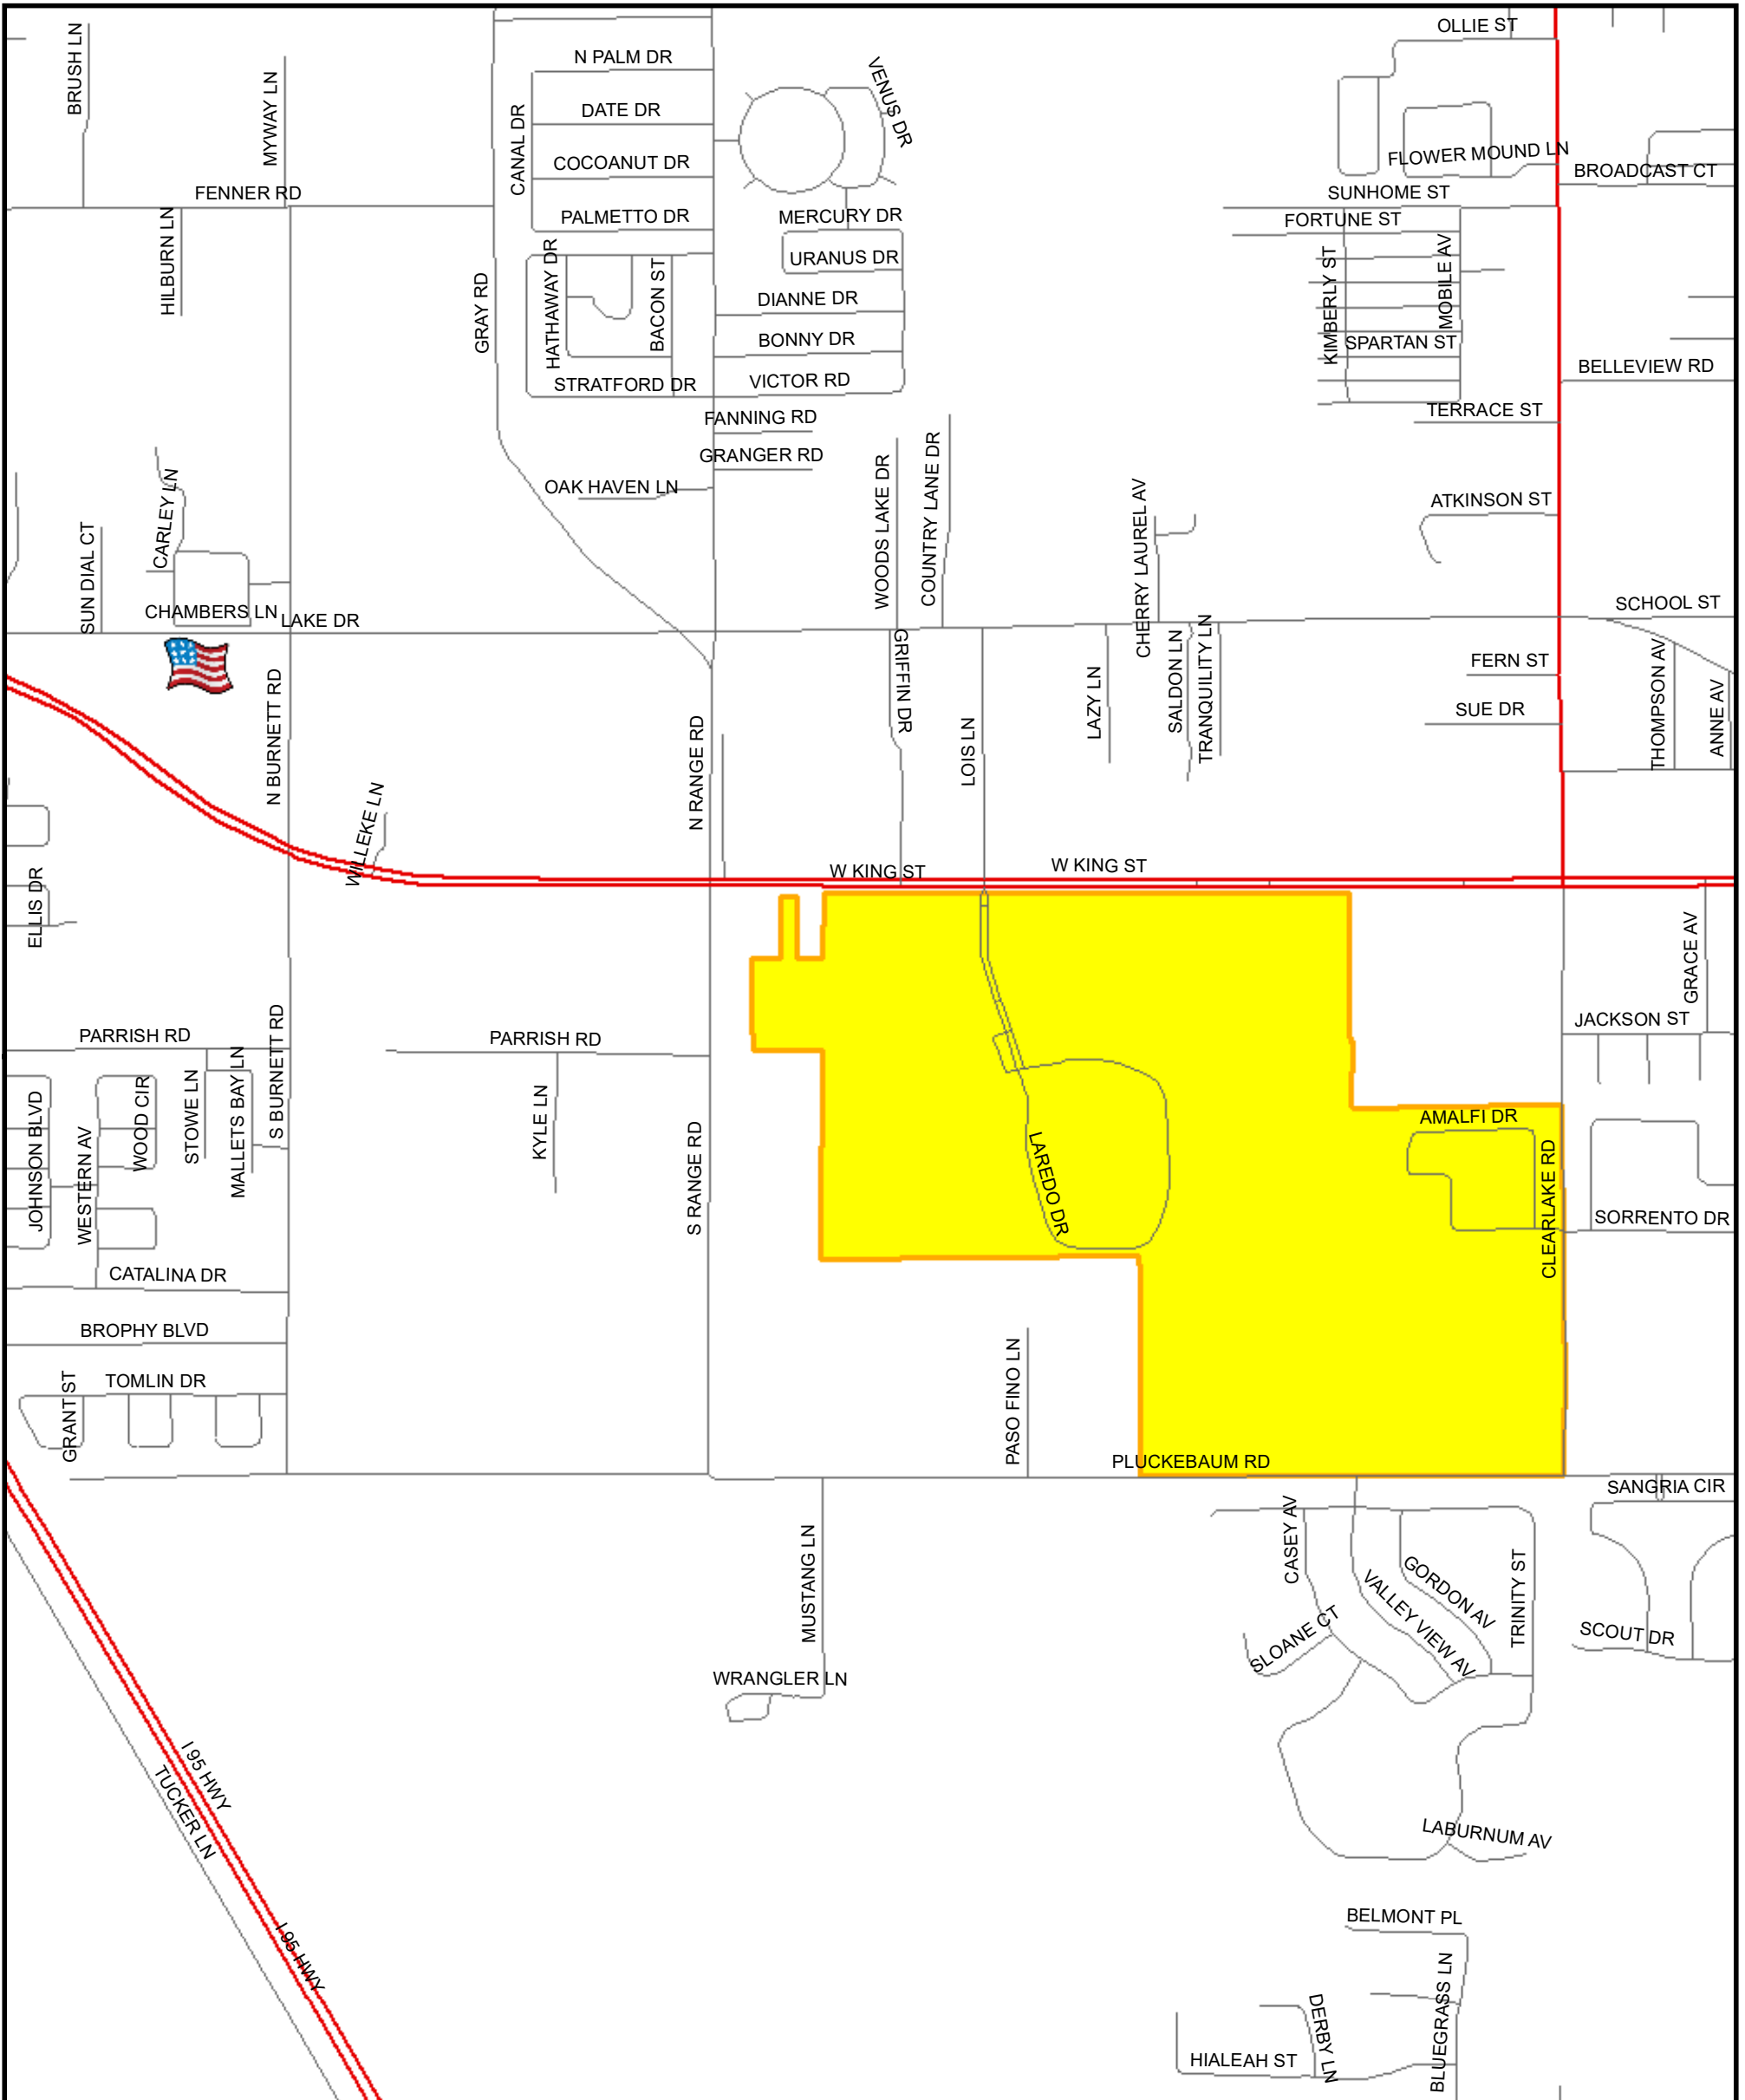 OLLIE ST
BRUSH LN
N PALM DR
VENUS DR
MYWAY LN
DATE DR
CANAL DR
COCOANUT DR
FLOWER MOUND LN
BROADCAST CT
FENNER RD
SUNHOME ST
PALMETTO DR
MERCURY DR
FORTUNE ST
HILBURN LN
GRAY RD
HATHAWAY DR
BACON ST
URANUS DR
KIMBERLY ST
MOBILE AV
DIANNE DR
BONNY DR
SPARTAN ST
STRATFORD DR
VICTOR RD
BELLEVIEW RD
FANNING RD
TERRACE ST
GRANGER RD
OAK HAVEN LN
WOODS LAKE DR
COUNTRY LANE DR
CHERRY LAUREL AV
ATKINSON ST
SUN DIAL CT
CARLEY LN
CHAMBERS LN
LAKE DR
SCHOOL ST
GRIFFIN DR
LOIS LN
LAZY LN
SALDON LN
TRANQUILITY LN
FERN ST
SUE DR
THOMPSON AV
ANNE AV
N BURNETT RD
N RANGE RD
WILLEKE LN
W KING ST
W KING ST
ELLIS DR
GRACE AV
PARRISH RD
S BURNETT RD
PARRISH RD
JACKSON ST
JOHNSON BLVD
WESTERN AV
WOOD CIR
STOWE LN
MALLETS BAY LN
KYLE LN
S RANGE RD
LAREDO DR
AMALFI DR
CLEARLAKE RD
SORRENTO DR
CATALINA DR
BROPHY BLVD
TOMLIN DR
GRANT ST
PASO FINO LN
PLUCKEBAUM RD
SANGRIA CIR
MUSTANG LN
CASEY AV
GORDON AV
VALLEY VIEW AV
TRINITY ST
SLOANE CT
SCOUT DR
WRANGLER LN
I 95 HWY
TUCKER LN
LABURNUM AV
I 95 HWY
BELMONT PL
BLUEGRASS LN
DERBY LN
HIALEAH ST